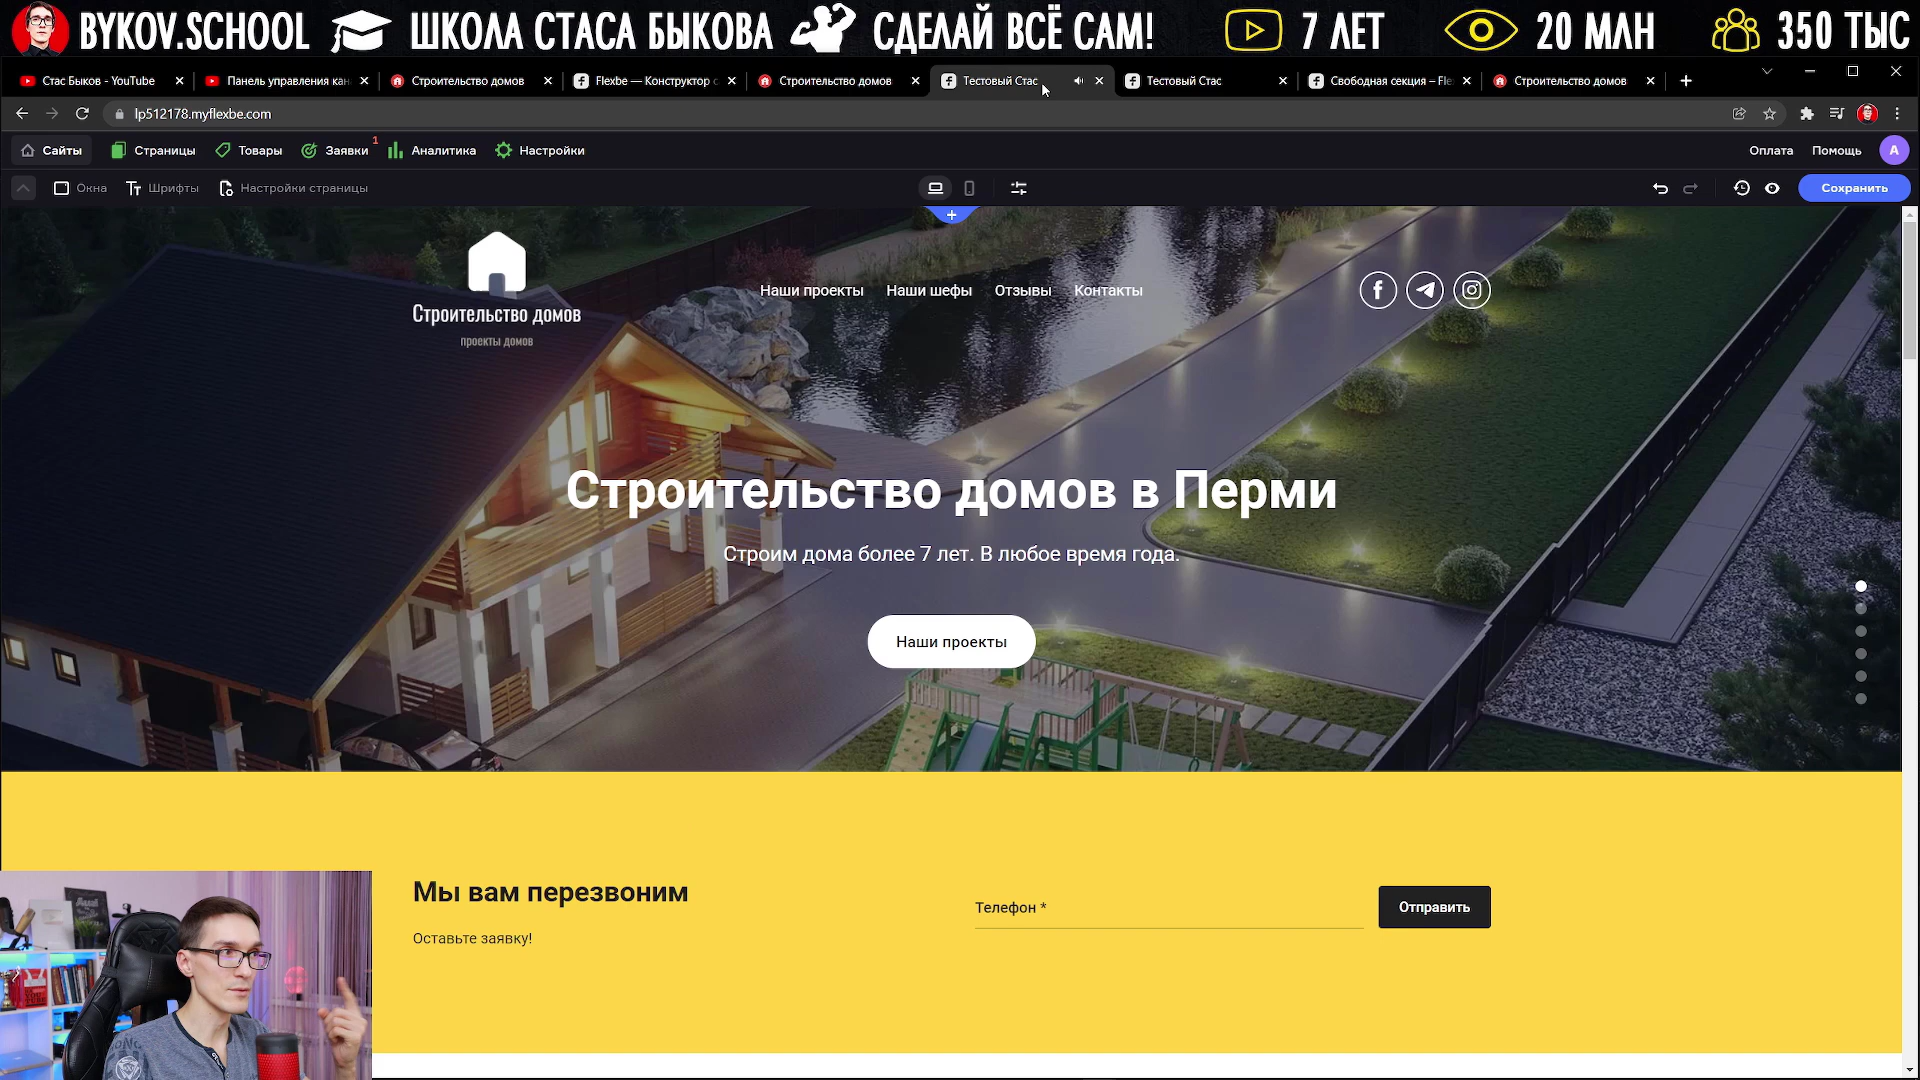 BYKOV.SCHOOL ШКОЛА СТАСА БЫКОВА СДЕЛАЙ ВСЁ САМ! 7 ЛЕТ 20 МЛН 350 ТЫС
Стас Быков - YouTube Панель управления кан Строительство домов Flexbe — Конструктор с Строительство домов Тестовый Стас Тестовый Стас Свободная секция – Fle Строительство домов
lp512178.myflexbe.com
Сайты Страницы Товары Заявки 1 Аналитика Настройки Оплата Помощь A
Окна Шрифты Настройки страницы Сохранить
Строительство домов
проекты домов
Наши проекты Наши шефы Отзывы Контакты
Строительство домов в Перми
Строим дома более 7 лет. В любое время года.
Наши проекты
Мы вам перезвоним
Оставьте заявку!
Телефон *
Отправить